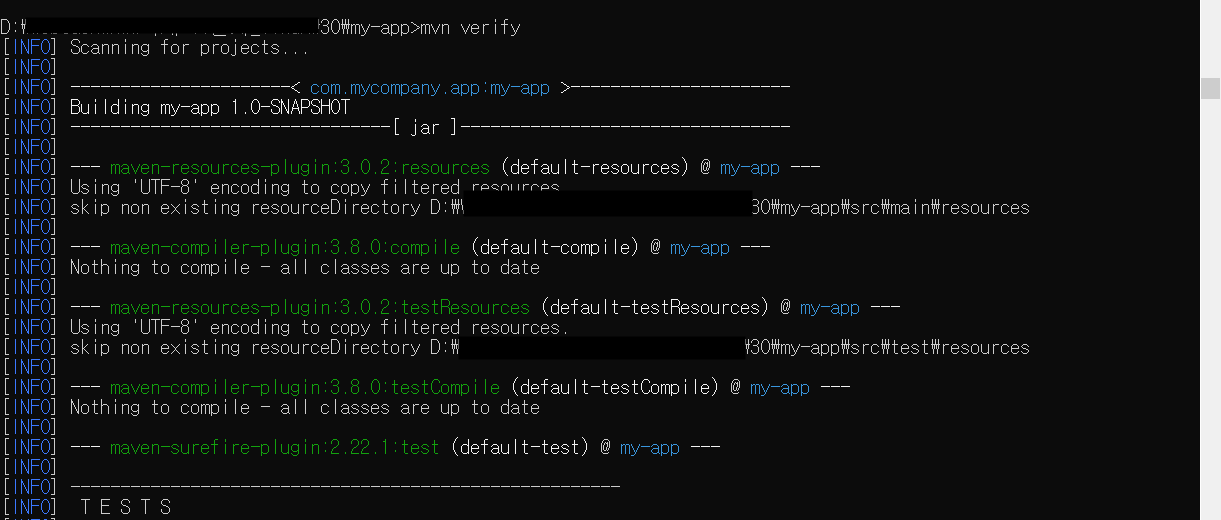 D:₩ 30₩my-app>mvn verify
[INFO] Scanning for projects...
[INFO]
[INFO] ----------------------< com.mycompany.app:my-app >----------------------
[INFO] Building my-app 1.0-SNAPSHOT
[INFO] --------------------------------[ jar ]---------------------------------
[INFO]
[INFO] --- maven-resources-plugin:3.0.2:resources (default-resources) @ my-app ---
[INFO] Using 'UTF-8' encoding to copy filtered resources.
[INFO] skip non existing resourceDirectory D:₩ 30₩my-app₩src₩main₩resources
[INFO]
[INFO] --- maven-compiler-plugin:3.8.0:compile (default-compile) @ my-app ---
[INFO] Nothing to compile - all classes are up to date
[INFO]
[INFO] --- maven-resources-plugin:3.0.2:testResources (default-testResources) @ my-app ---
[INFO] Using 'UTF-8' encoding to copy filtered resources.
[INFO] skip non existing resourceDirectory D:₩ ₩30₩my-app₩src₩test₩resources
[INFO]
[INFO] --- maven-compiler-plugin:3.8.0:testCompile (default-testCompile) @ my-app ---
[INFO] Nothing to compile - all classes are up to date
[INFO]
[INFO] --- maven-surefire-plugin:2.22.1:test (default-test) @ my-app ---
[INFO]
[INFO] -------------------------------------------------------
[INFO]  T E S T S